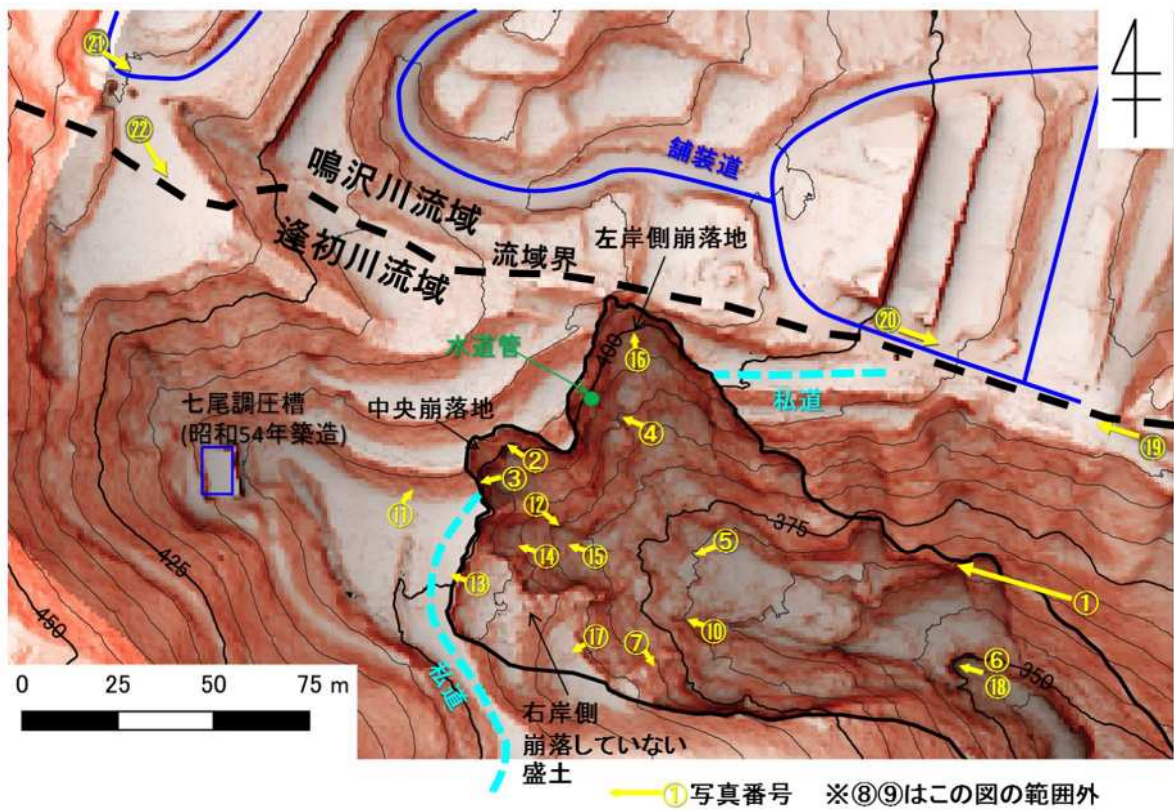 ㉑
㉒
鳴沢川流域
逢初川流域
流域界
舗装道
左岸側崩落地
⑳
400
⑯
水道管
私道
中央崩落地
④
⑲
七尾調圧槽
(昭和54年築造)
②
③
⑪
⑫
375
⑤
⑭
⑮
425
⑬
①
⑩
450
⑰
⑦
⑥
⑱
350
私道
0 25 50 75 m
右岸側
崩落していない
盛土
①写真番号 ※⑧⑨はこの図の範囲外